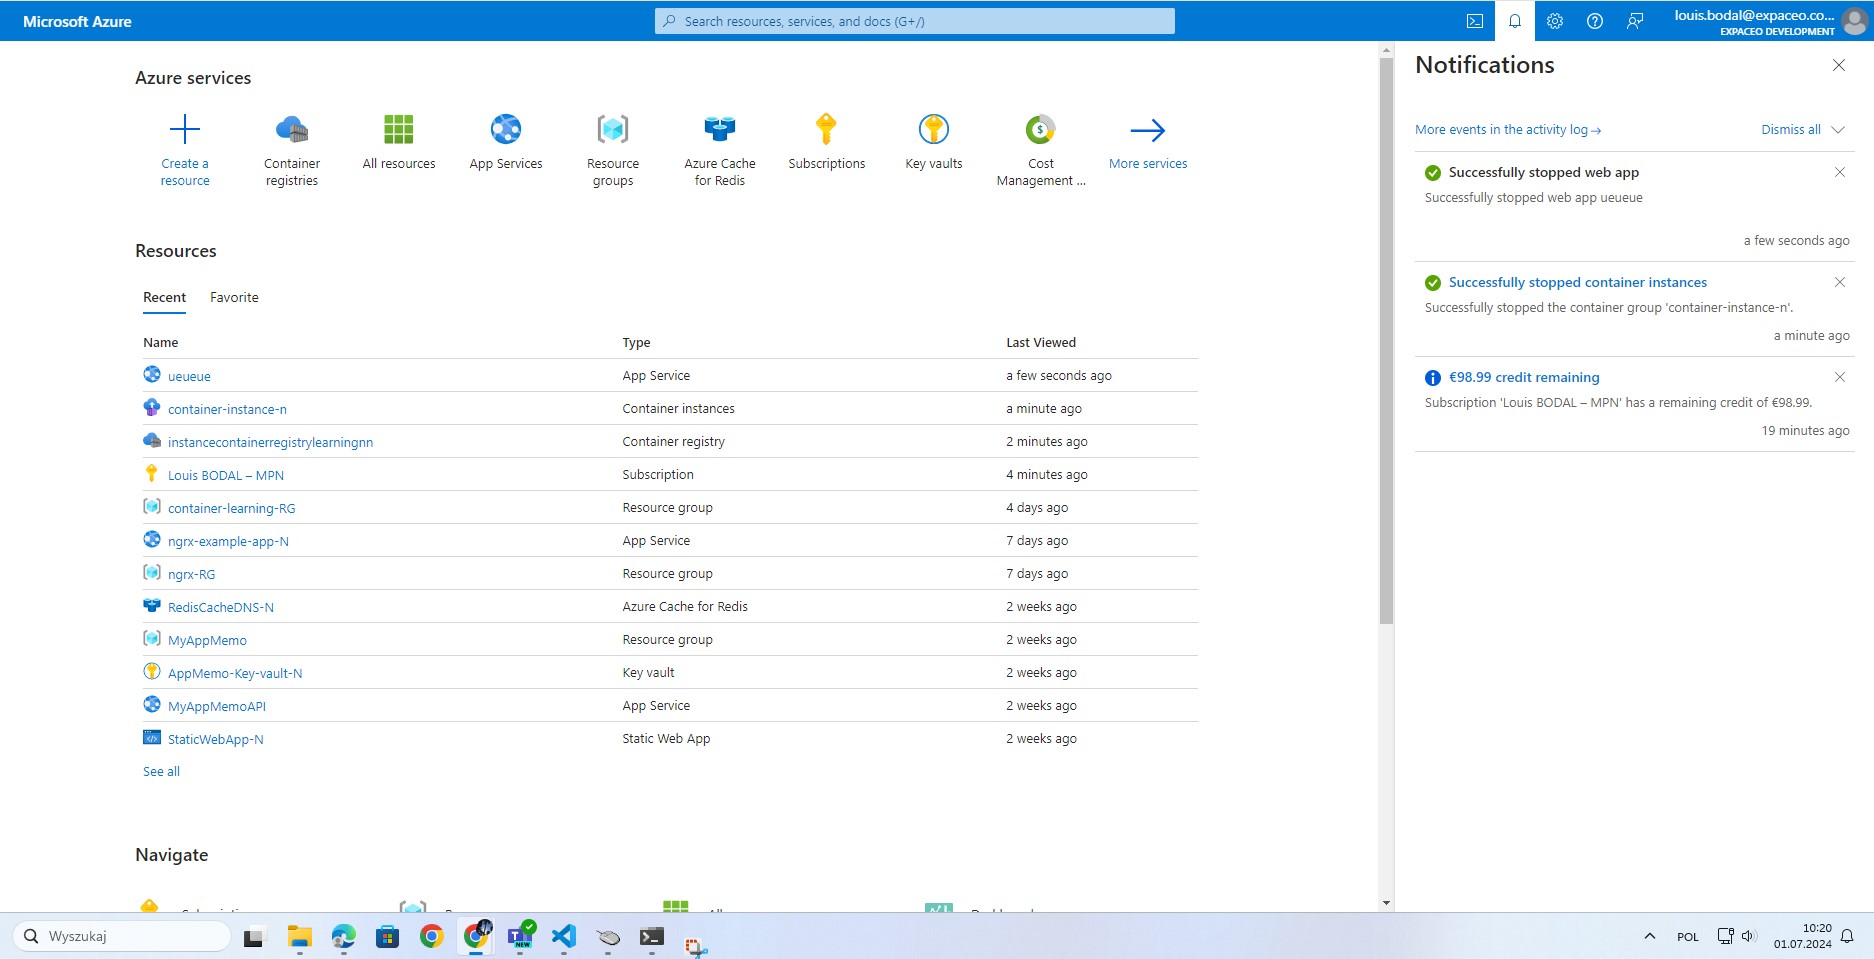 Microsoft Azure
Search resources, services, and docs (G+/)
louis.bodal@expaceo.co...
EXPACEO DEVELOPMENT
Azure services
Create a resource
Container registries
All resources
App Services
Resource groups
Azure Cache for Redis
Subscriptions
Key vaults
Cost Management ...
More services
Resources
Recent Favorite
Name Type Last Viewed
ueueue App Service a few seconds ago
container-instance-n Container instances a minute ago
instancecontainerregistrylearningnn Container registry 2 minutes ago
Louis BODAL – MPN Subscription 4 minutes ago
container-learning-RG Resource group 4 days ago
ngrx-example-app-N App Service 7 days ago
ngrx-RG Resource group 7 days ago
RedisCacheDNS-N Azure Cache for Redis 2 weeks ago
MyAppMemo Resource group 2 weeks ago
AppMemo-Key-vault-N Key vault 2 weeks ago
MyAppMemoAPI App Service 2 weeks ago
StaticWebApp-N Static Web App 2 weeks ago
See all
Navigate
Notifications
More events in the activity log →
Dismiss all
Successfully stopped web app
Successfully stopped web app ueueue
a few seconds ago
Successfully stopped container instances
Successfully stopped the container group 'container-instance-n'.
a minute ago
€98.99 credit remaining
Subscription 'Louis BODAL – MPN' has a remaining credit of €98.99.
19 minutes ago
Wyszukaj
NEW
POL
10:20
01.07.2024